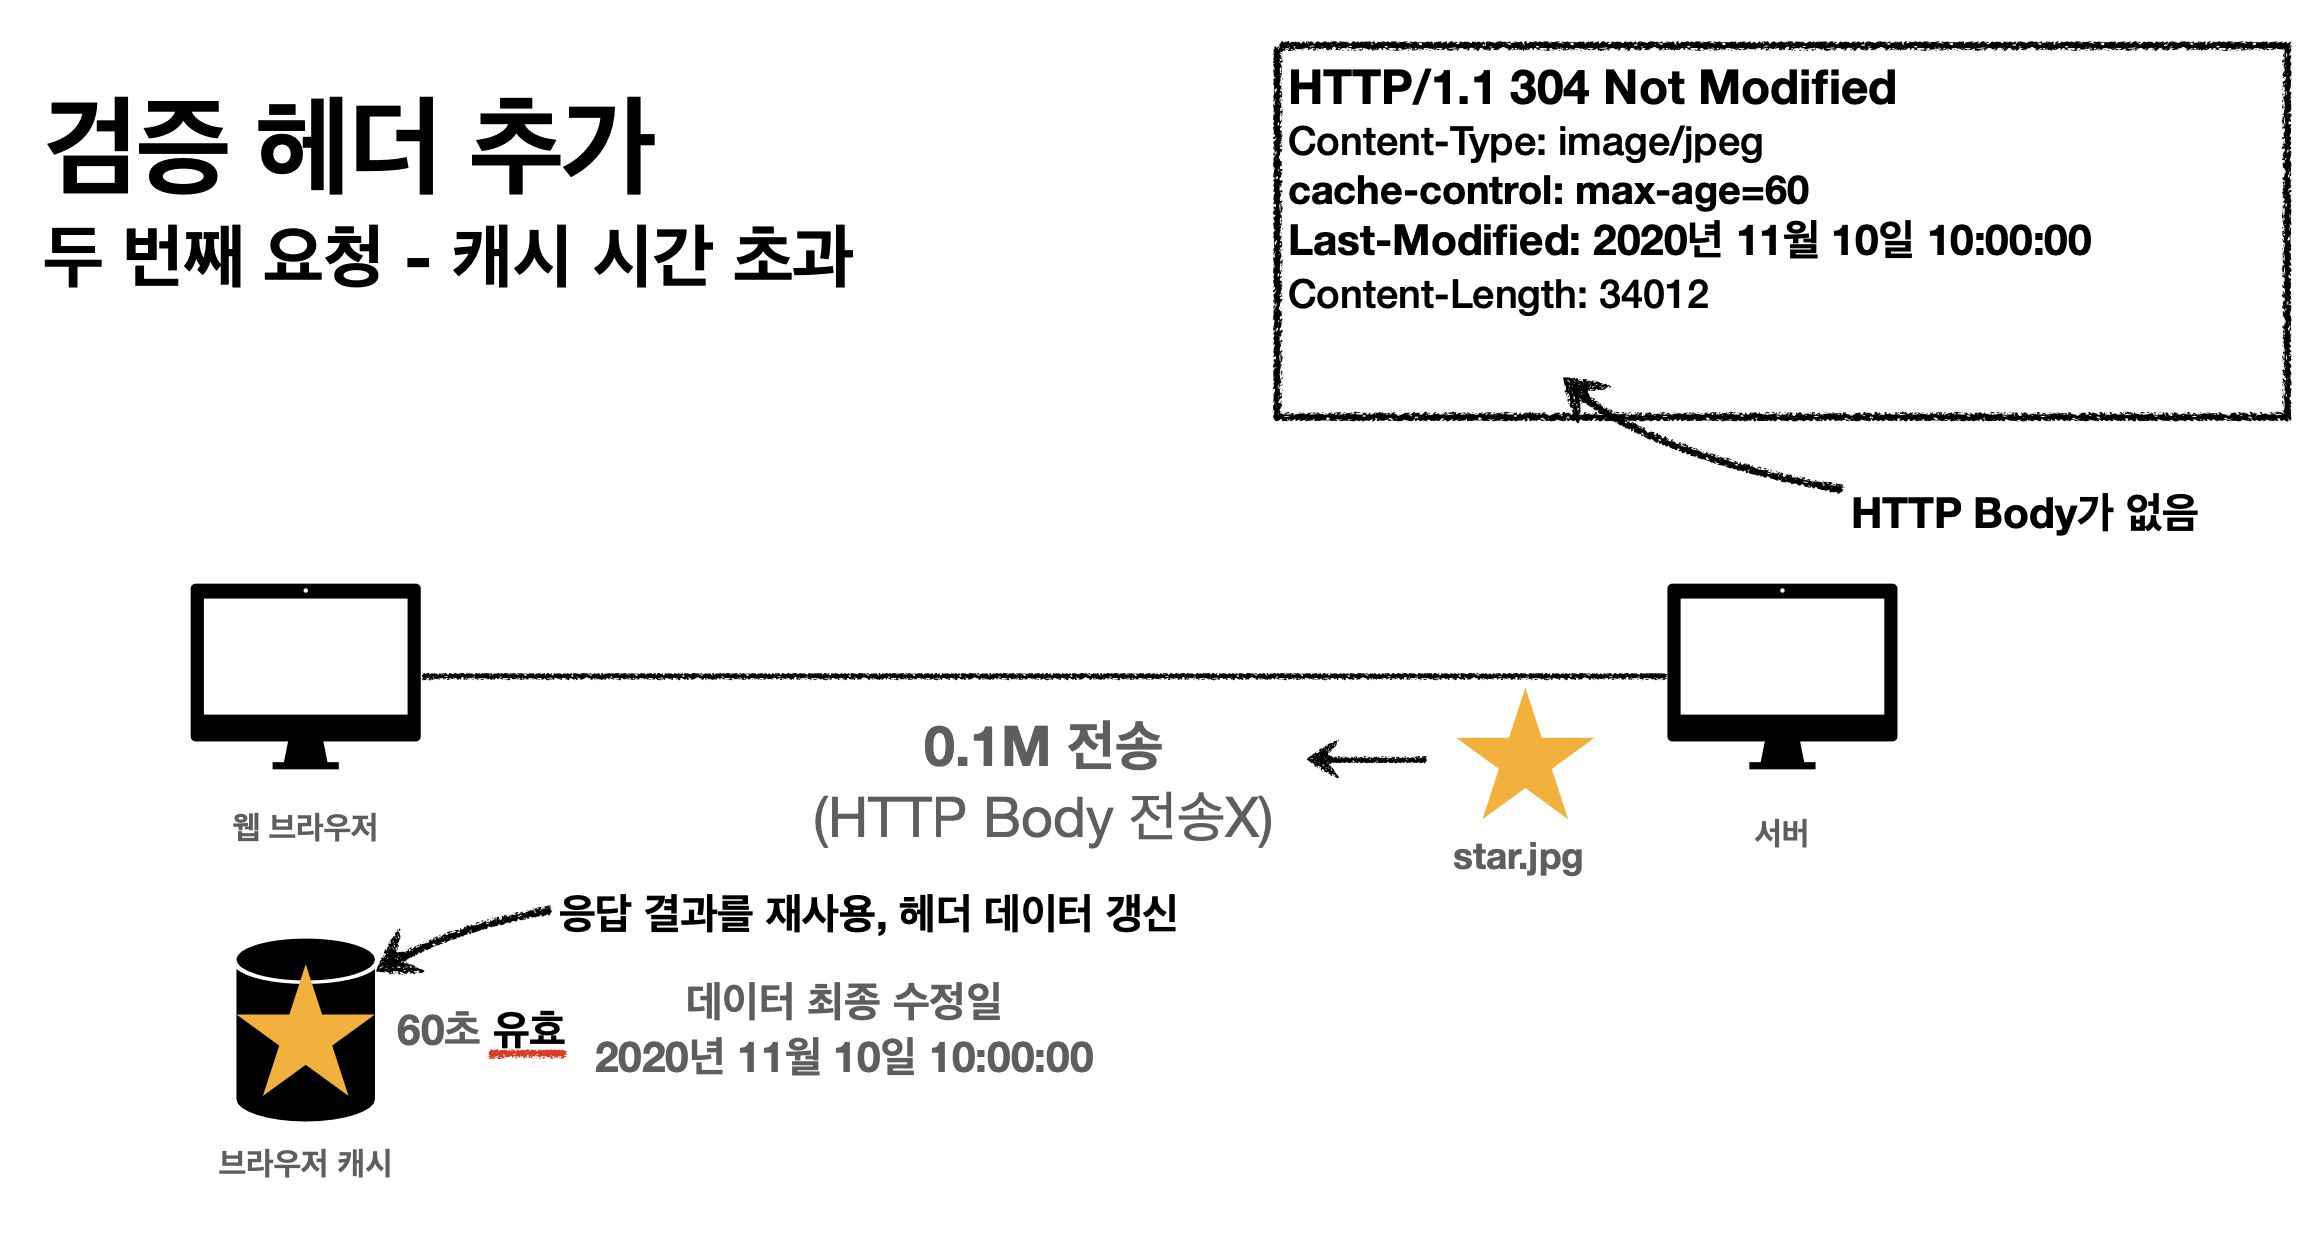 검증 헤더 추가
두 번째 요청 - 캐시 시간 초과
HTTP/1.1 304 Not Modified
Content-Type: image/jpeg
cache-control: max-age=60
Last-Modified: 2020년 11월 10일 10:00:00
Content-Length: 34012
HTTP Body가 없음
0.1M 전송
(HTTP Body 전송X)
웹 브라우저
star.jpg
서버
응답 결과를 재사용, 헤더 데이터 갱신
60초 유효
데이터 최종 수정일
2020년 11월 10일 10:00:00
브라우저 캐시